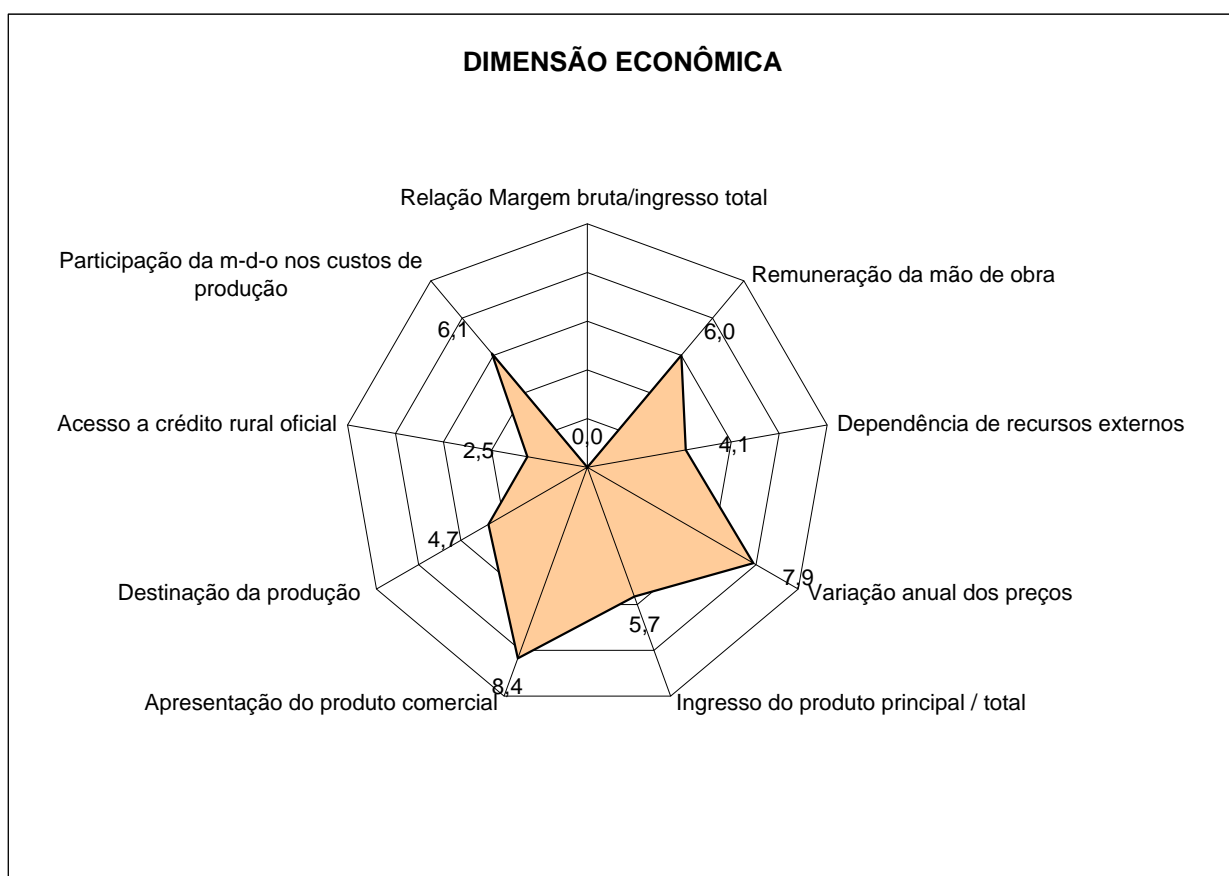 DIMENSÃO ECONÔMICA
Relação Margem bruta/ingresso total
Participação da m-d-o nos custos de
produção
Remuneração da mão de obra
6,1
6,0
Acesso a crédito rural oficial
Dependência de recursos externos
0,0
2,5
4,1
4,7
7,9
Destinação da produção
Variação anual dos preços
5,7
8,4
Apresentação do produto comercial
Ingresso do produto principal / total